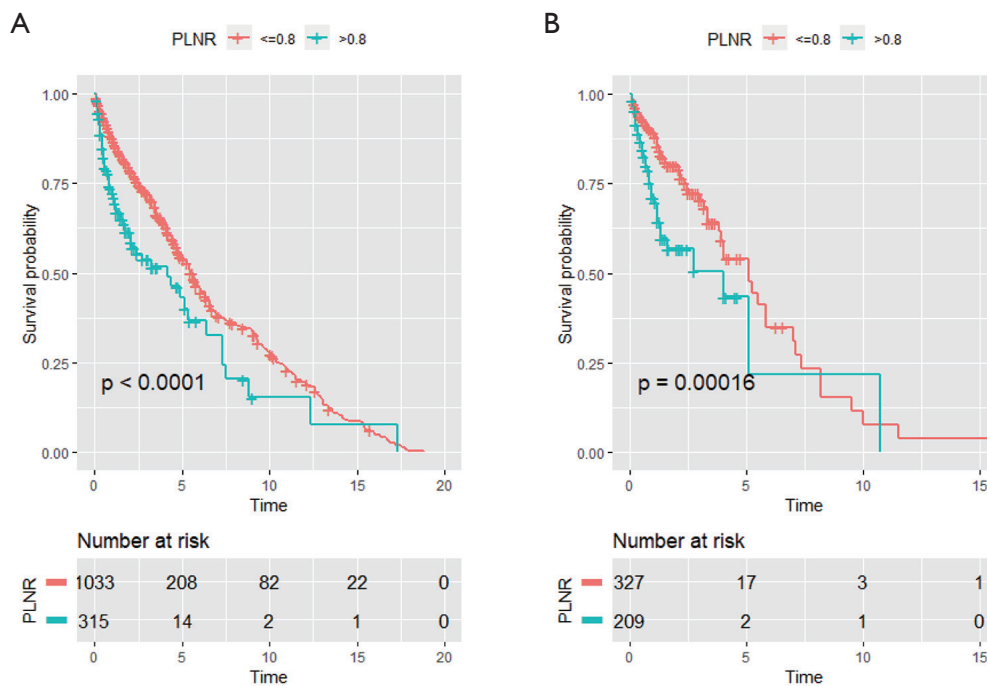 A
PLNR <=0.8 >0.8
Survival probability
1.00
0.75
0.50
0.25
0.00
p < 0.0001
0 5 10 15 20
Time
Number at risk
PLNR
1033 208 82 22 0
315 14 2 1 0
0 5 10 15 20
Time
B
PLNR <=0.8 >0.8
Survival probability
1.00
0.75
0.50
0.25
0.00
p = 0.00016
0 5 10 15
Time
Number at risk
PLNR
327 17 3 1
209 2 1 0
0 5 10 15
Time